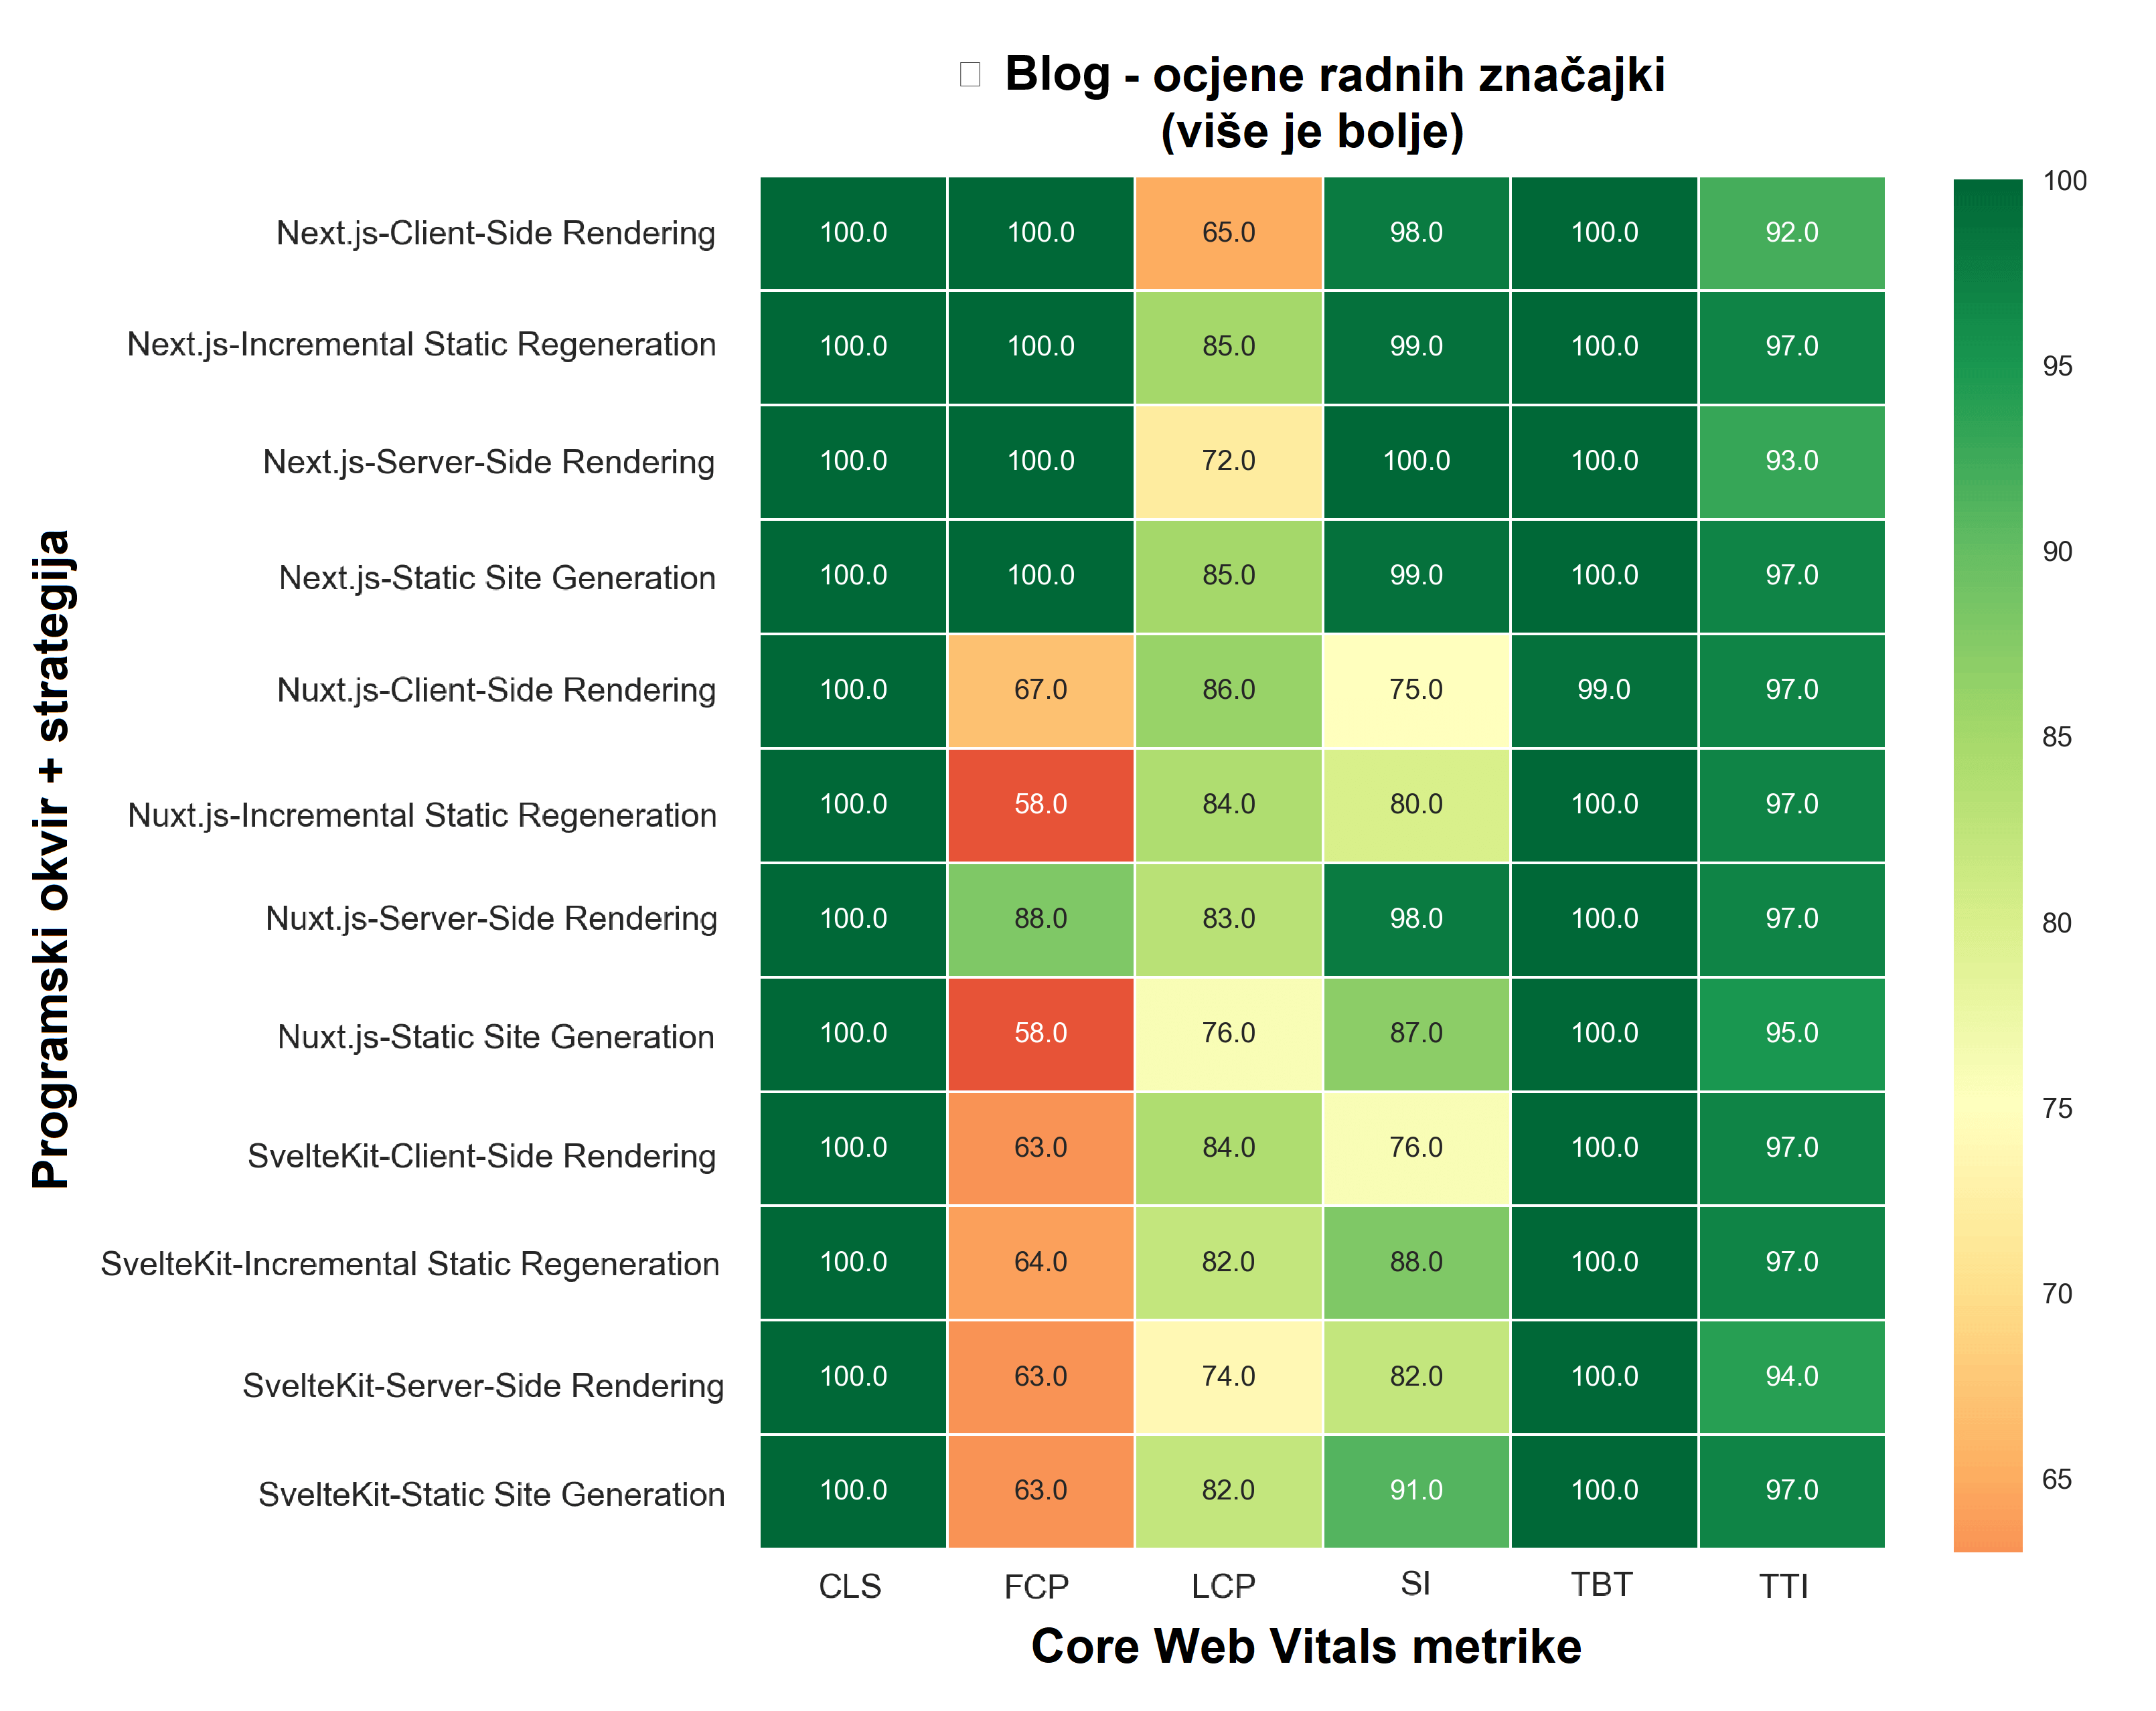 Blog - ocjene radnih značajki
(više je bolje)
Programski okvir + strategija
Next.js-Client-Side Rendering 100.0 100.0 65.0 98.0 100.0 92.0
Next.js-Incremental Static Regeneration 100.0 100.0 85.0 99.0 100.0 97.0
Next.js-Server-Side Rendering 100.0 100.0 72.0 100.0 100.0 93.0
Next.js-Static Site Generation 100.0 100.0 85.0 99.0 100.0 97.0
Nuxt.js-Client-Side Rendering 100.0 67.0 86.0 75.0 99.0 97.0
Nuxt.js-Incremental Static Regeneration 100.0 58.0 84.0 80.0 100.0 97.0
Nuxt.js-Server-Side Rendering 100.0 88.0 83.0 98.0 100.0 97.0
Nuxt.js-Static Site Generation 100.0 58.0 76.0 87.0 100.0 95.0
SvelteKit-Client-Side Rendering 100.0 63.0 84.0 76.0 100.0 97.0
SvelteKit-Incremental Static Regeneration 100.0 64.0 82.0 88.0 100.0 97.0
SvelteKit-Server-Side Rendering 100.0 63.0 74.0 82.0 100.0 94.0
SvelteKit-Static Site Generation 100.0 63.0 82.0 91.0 100.0 97.0
CLS FCP LCP SI TBT TTI
Core Web Vitals metrike
100
95
90
85
80
75
70
65